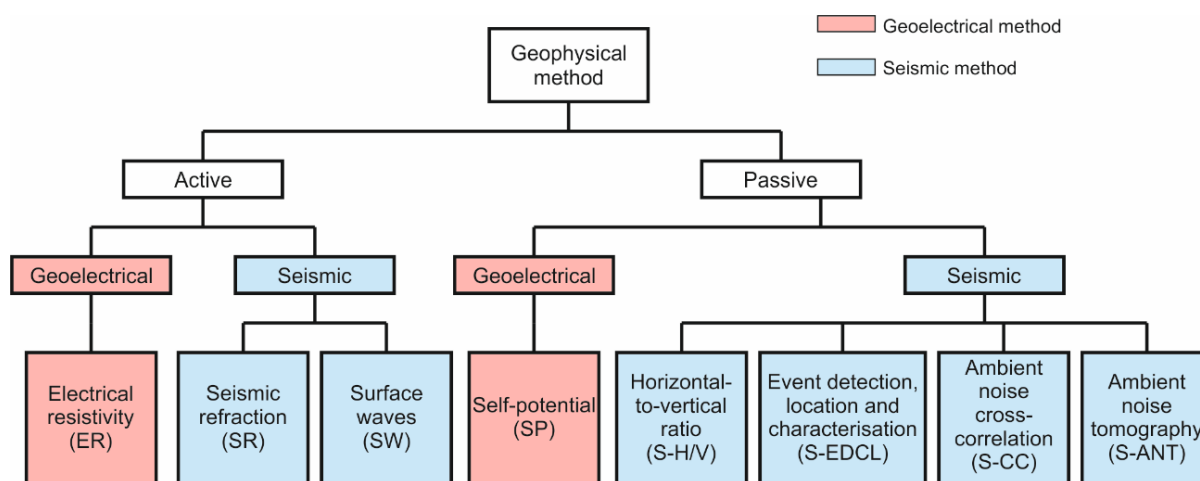 Geophysical
method
Geoelectrical method
Seismic method
Active
Passive
Geoelectrical
Seismic
Geoelectrical
Seismic
Electrical
resistivity
(ER)
Seismic
refraction
(SR)
Surface
waves
(SW)
Self-potential
(SP)
Horizontal-
to-vertical
ratio
(S-H/V)
Event detection,
location and
characterisation
(S-EDCL)
Ambient
noise
cross-
correlation
(S-CC)
Ambient
noise
tomography
(S-ANT)